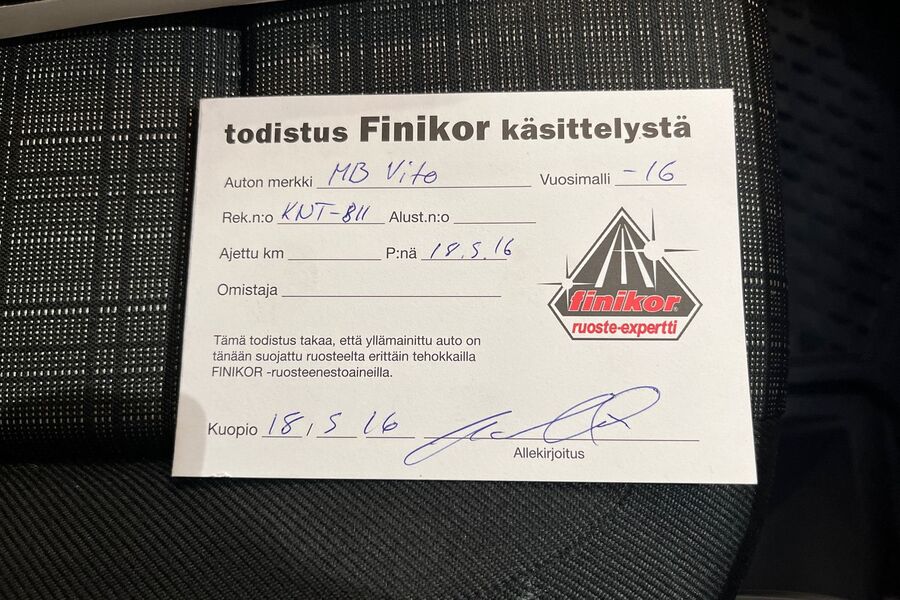 todistus Finikor käsittelystä
Auton merkki MB Vito Vuosimalli -16
Rek.n:o KNT-811 Alust.n:o
Ajettu km P:nä 18.5.16
Omistaja
finikor
ruoste-expertti
Tämä todistus takaa, että yllämainittu auto on
tänään suojattu ruosteelta erittäin tehokkailla
FINIKOR -ruosteenestoaineilla.
Kuopio 18, 5 16
Allekirjoitus